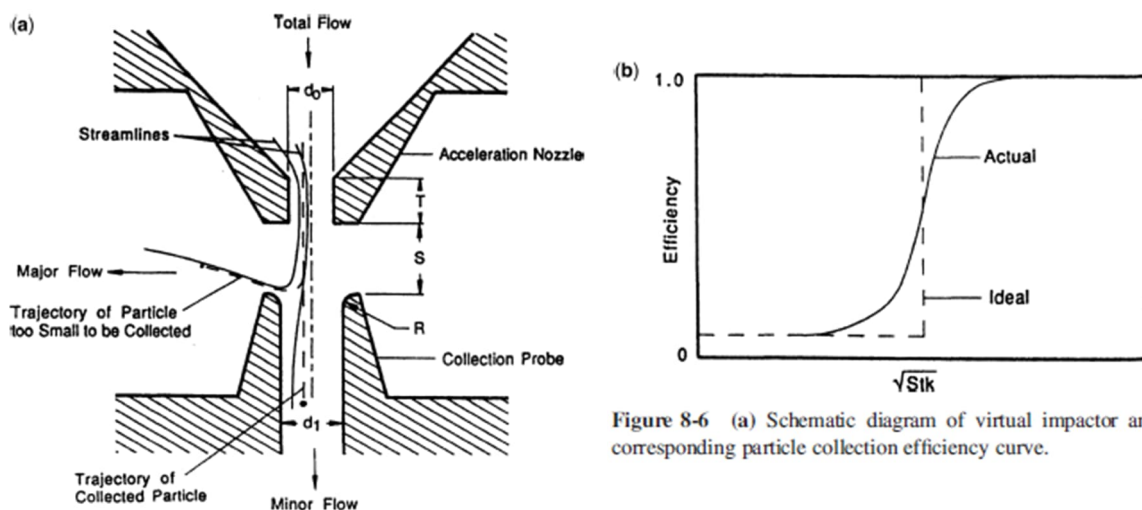 (a)
Total Flow
d₀
Streamlines
Acceleration Nozzle
T
S
Major Flow
Trajectory of Particle
too Small to be Collected
R
Collection Probe
d₁
Trajectory of
Collected Particle
Minor Flow
(b)
1.0
Efficiency
Actual
Ideal
0
√Stk
Figure 8-6 (a) Schematic diagram of virtual impactor an
corresponding particle collection efficiency curve.